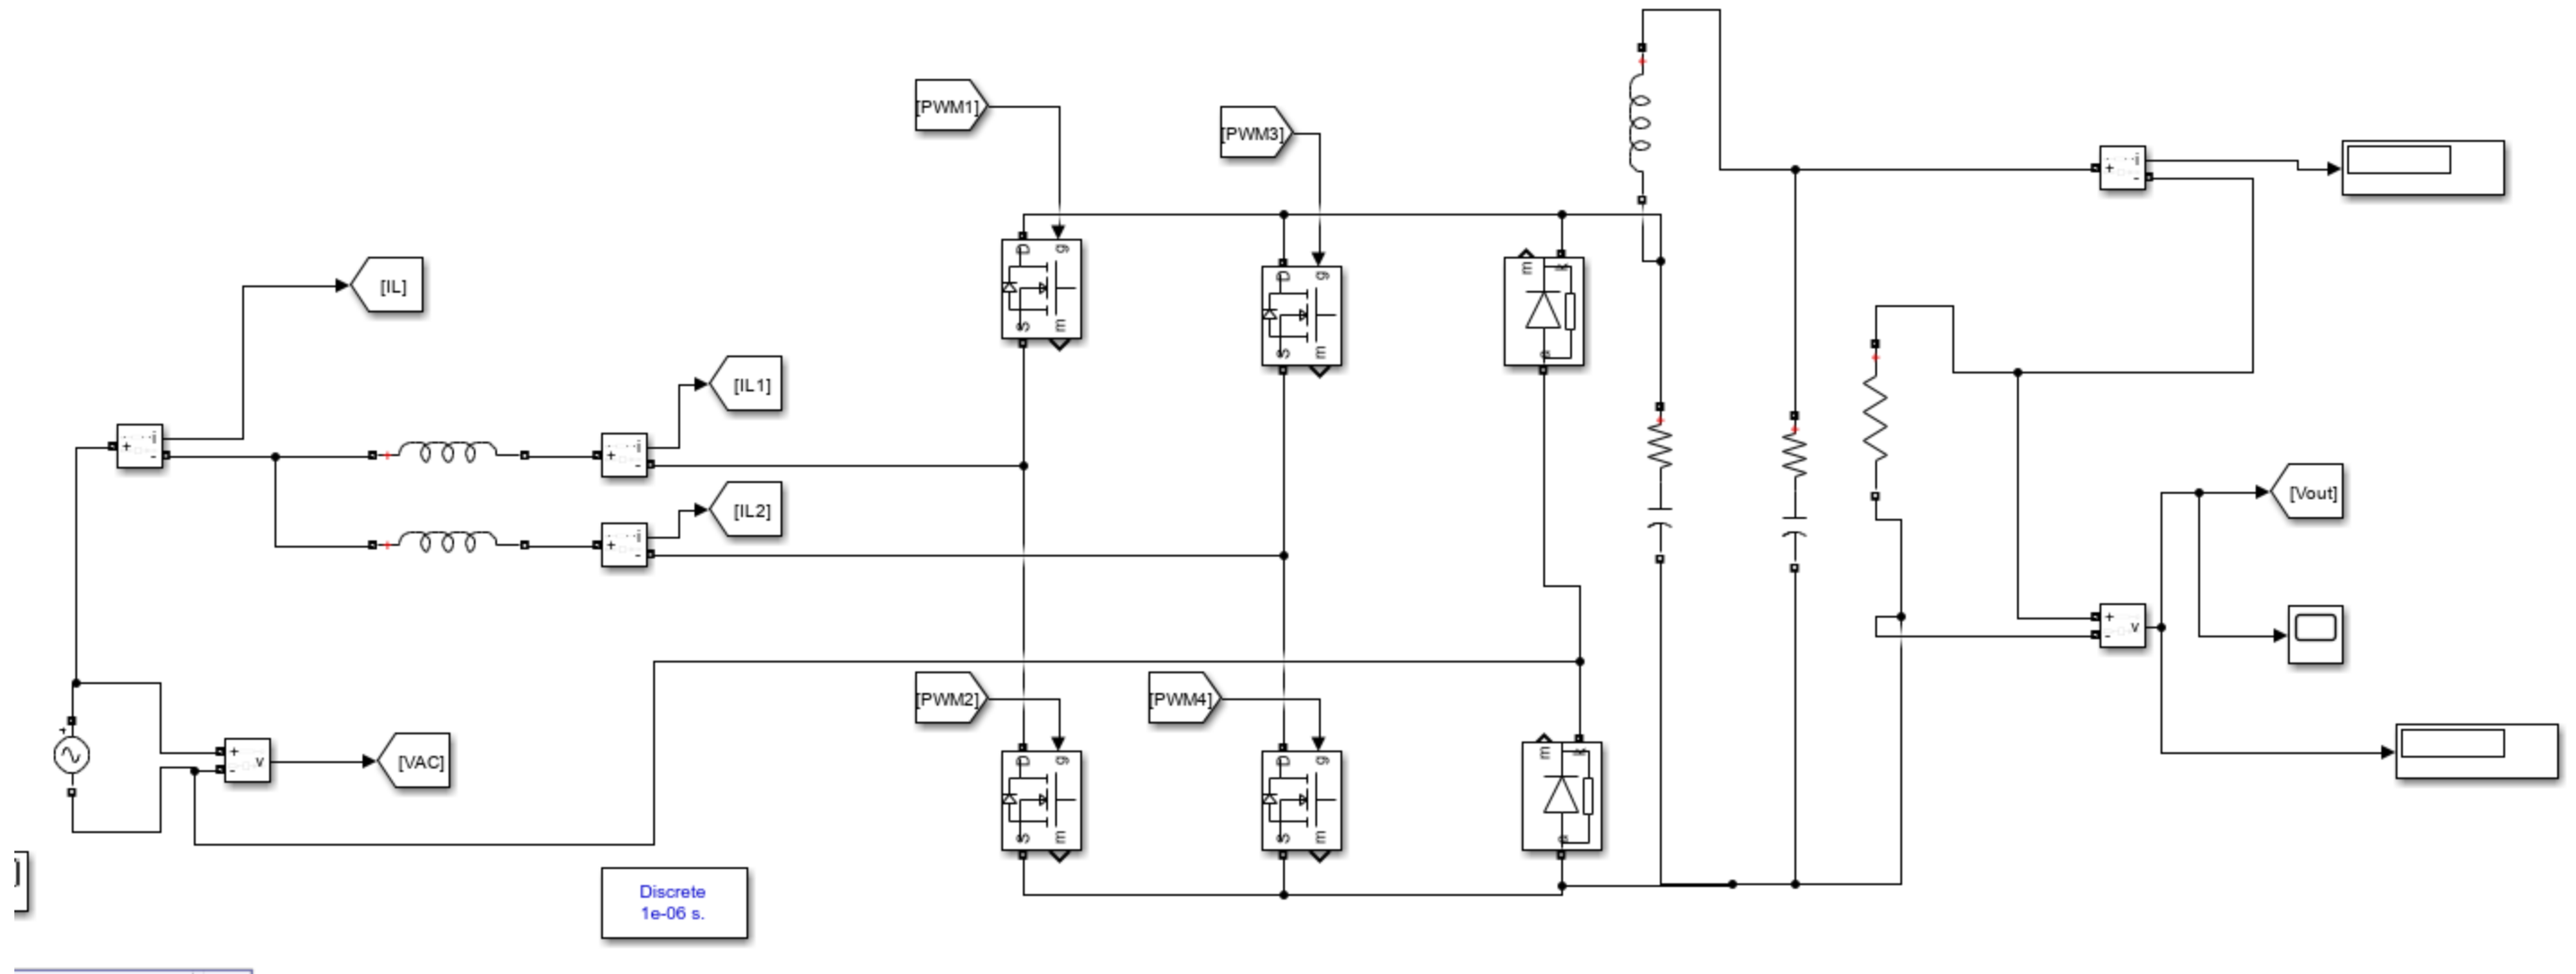 [PWM1]
[PWM3]
[IL]
[IL1]
[IL2]
[Vout]
[PWM2]
[PWM4]
[VAC]
D
g
S
m
D
g
S
m
m
a
i
+
-
i
+
-
i
+
-
i
+
-
+
-
v
+
-
v
D
g
S
m
D
g
S
m
m
a
Discrete
1e-06 s.